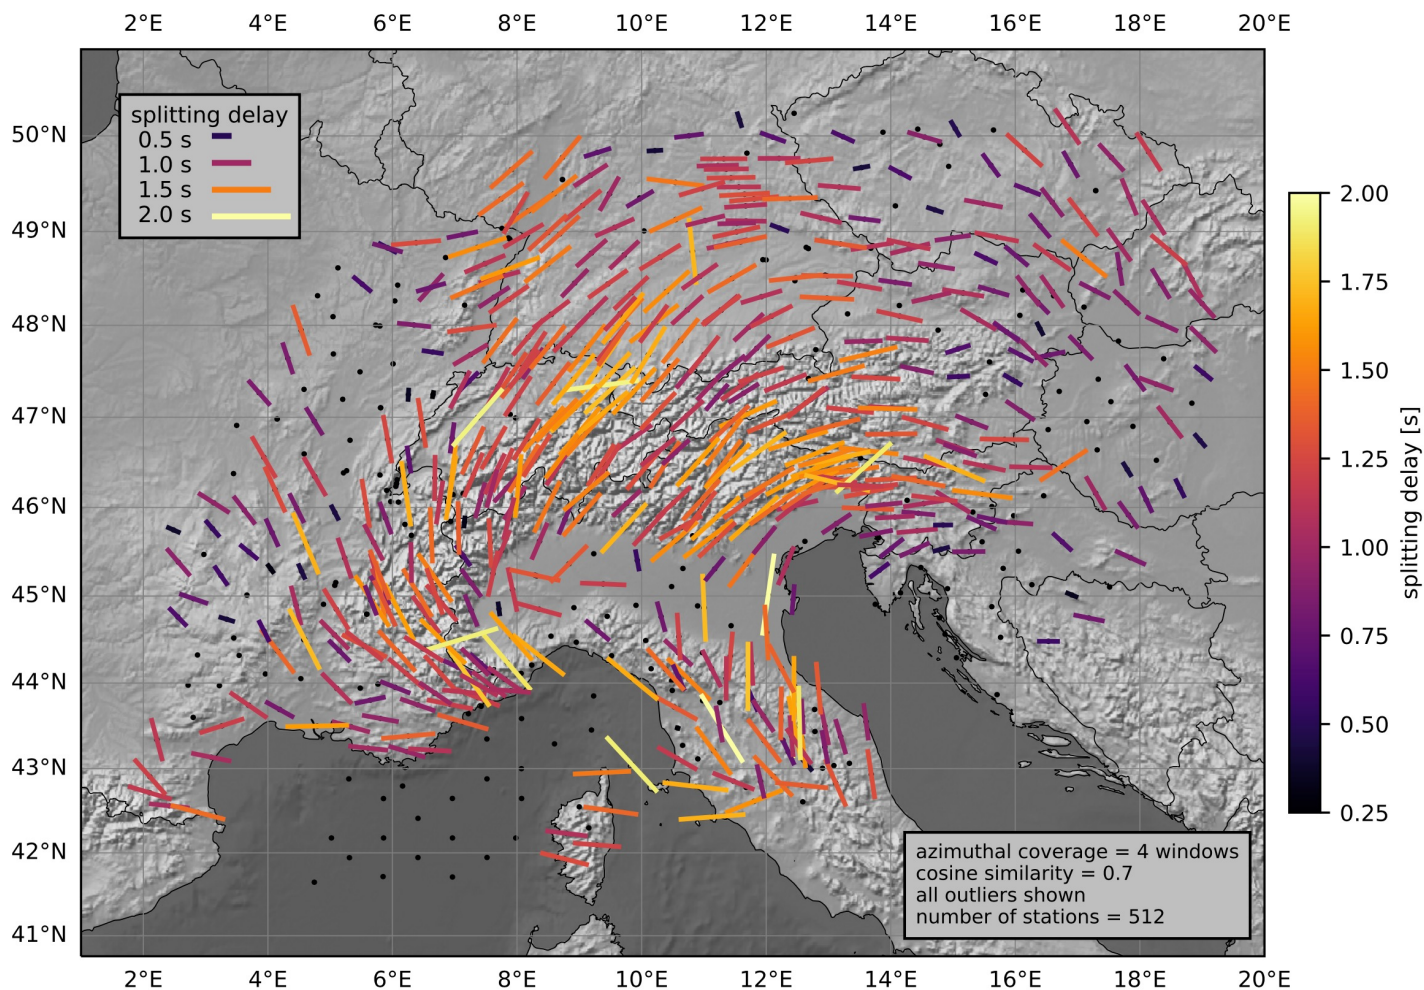 2°E 4°E 6°E 8°E 10°E 12°E 14°E 16°E 18°E 20°E
splitting delay
0.5 s
1.0 s
1.5 s
2.0 s
50°N
49°N
48°N
47°N
46°N
45°N
44°N
43°N
42°N
41°N
2.00
1.75
1.50
1.25
1.00
0.75
0.50
0.25
splitting delay [s]
azimuthal coverage = 4 windows
cosine similarity = 0.7
all outliers shown
number of stations = 512
2°E 4°E 6°E 8°E 10°E 12°E 14°E 16°E 18°E 20°E